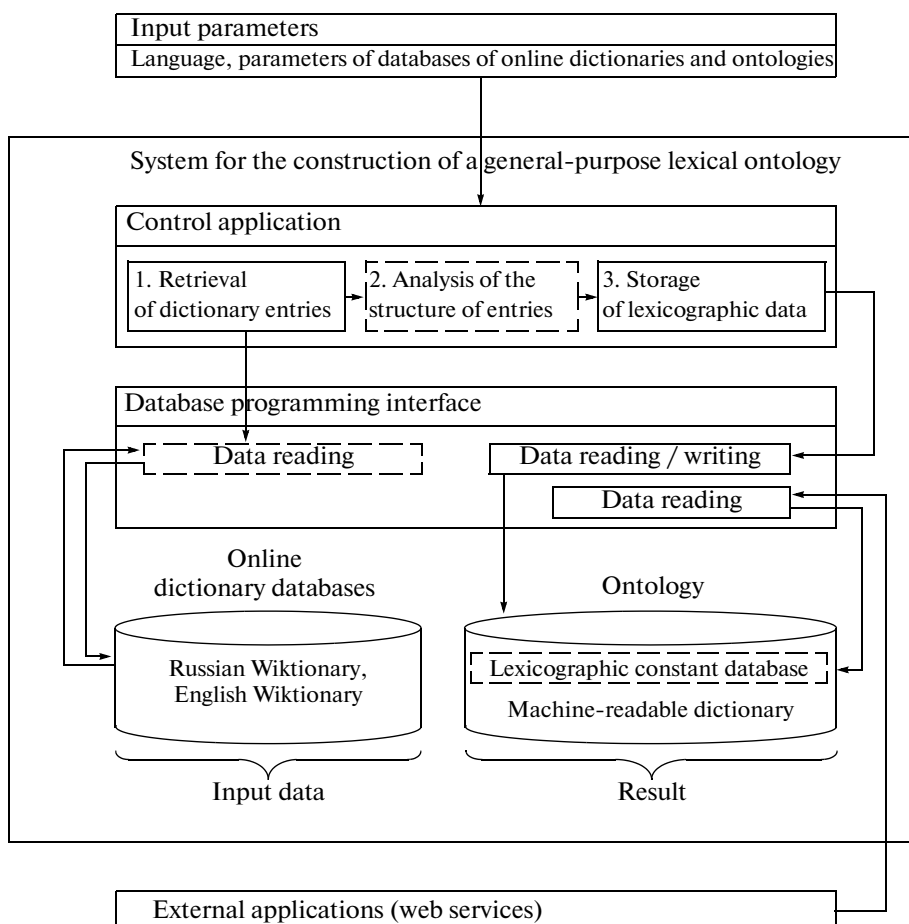 Input parameters
Language, parameters of databases of online dictionaries and ontologies
System for the construction of a general-purpose lexical ontology
Control application
1. Retrieval
of dictionary entries
2. Analysis of the
structure of entries
3. Storage
of lexicographic data
Database programming interface
Data reading
Data reading / writing
Data reading
Online
dictionary databases
Ontology
Russian Wiktionary,
English Wiktionary
Lexicographic constant database
Machine-readable dictionary
Input data
Result
External applications (web services)